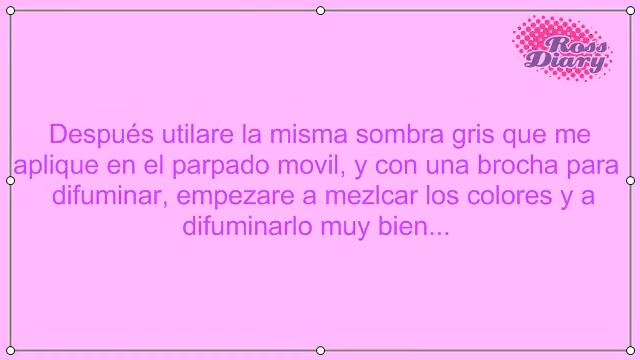 Ross
Diary
Después utilare la misma sombra gris que me
aplique en el parpado movil, y con una brocha para
difuminar, empezare a mezlcar los colores y a
difuminarlo muy bien...